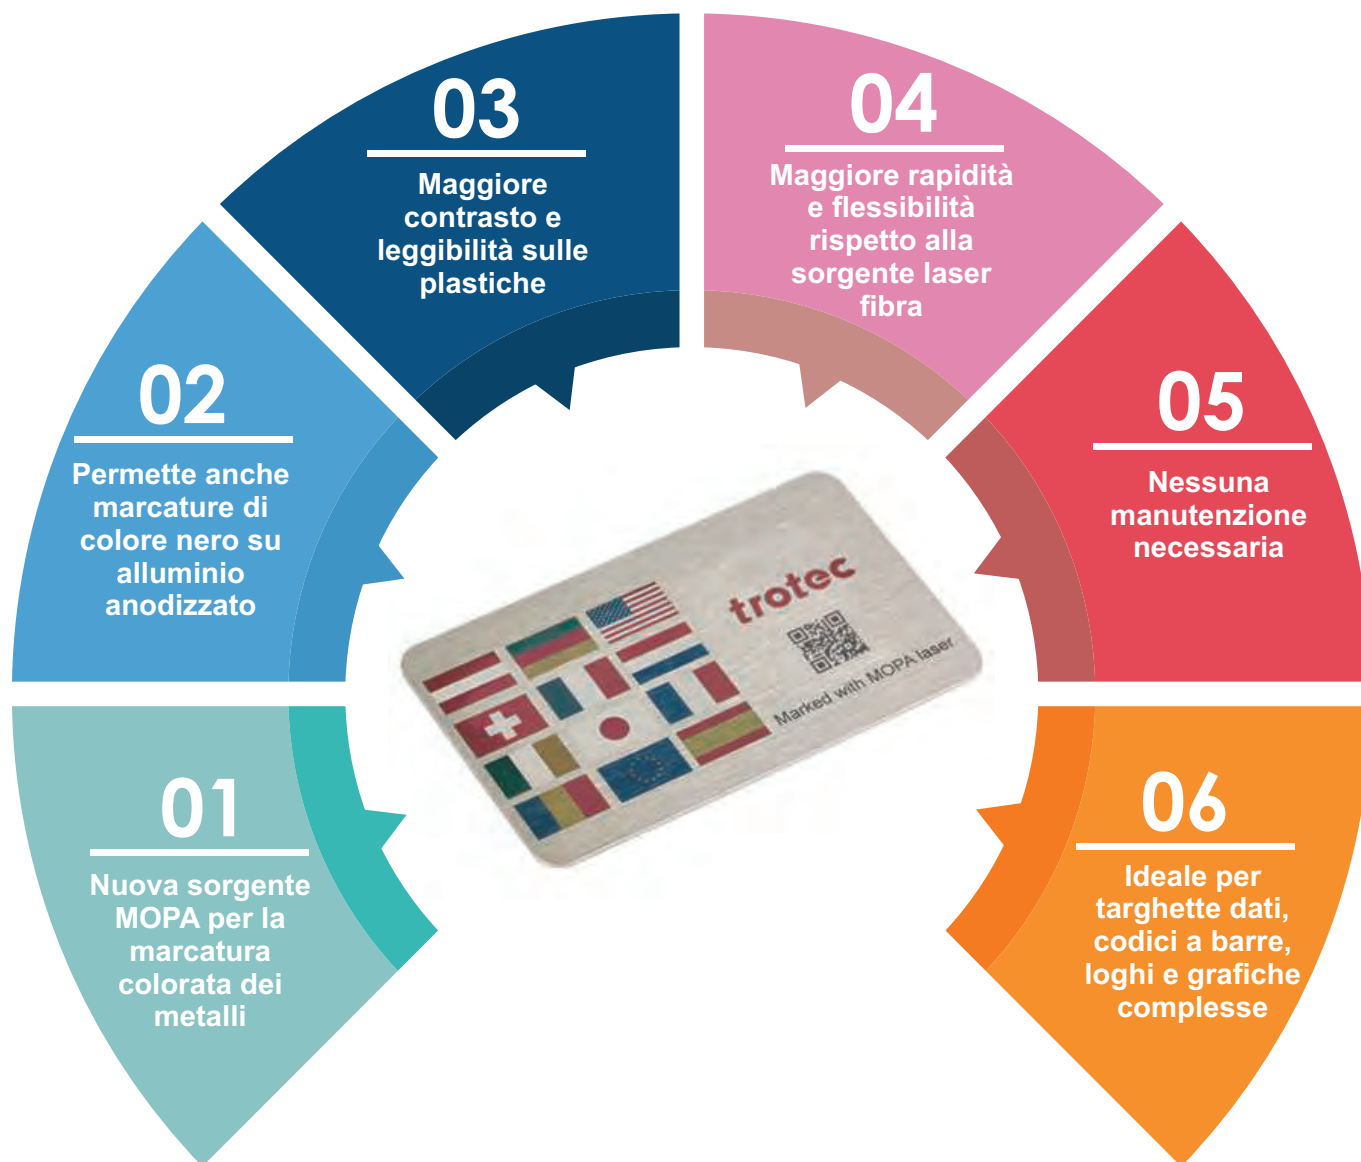 01
Nuova sorgente
MOPA per la
marcatura
colorata dei
metalli
02
Permette anche
marcature di
colore nero su
alluminio
anodizzato
03
Maggiore
contrasto e
leggibilità sulle
plastiche
04
Maggiore rapidità
e flessibilità
rispetto alla
sorgente laser
fibra
05
Nessuna
manutenzione
necessaria
06
Ideale per
targhette dati,
codici a barre,
loghi e grafiche
complesse
trotec
Marked with MOPA laser